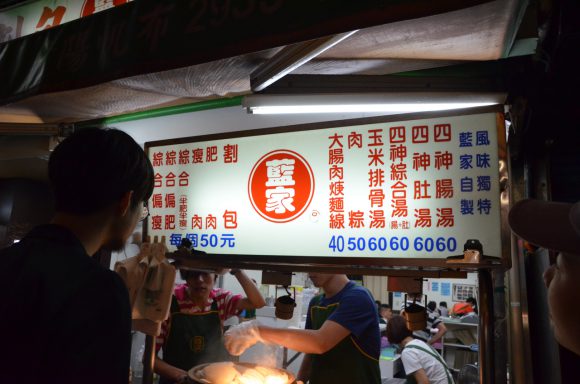 風味獨特
藍家自製
四神腸湯
四神肚湯
四神綜合湯(腸+肚)
玉米排骨湯
肉粽
大腸肉焿麵線
40 50 60 60 60 60
藍家
割包
肥肉
瘦肉
綜合(半肥半瘦)
綜合偏肥
綜合偏瘦
每個50元